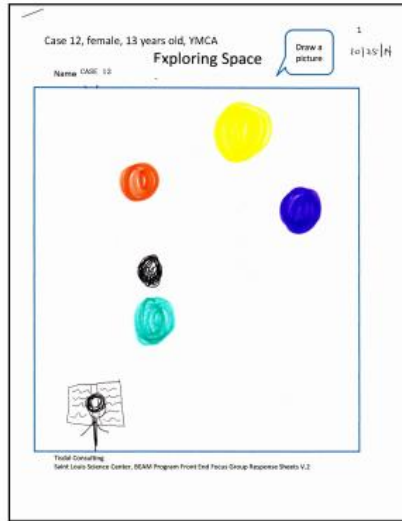 1
Case 12, female, 13 years old, YMCA
Draw a
picture
Exploring Space
Name CASE 12
Tisdal Consulting
Saint Louis Science Center, BEAM Program Front End Focus Group Response Sheets V.2